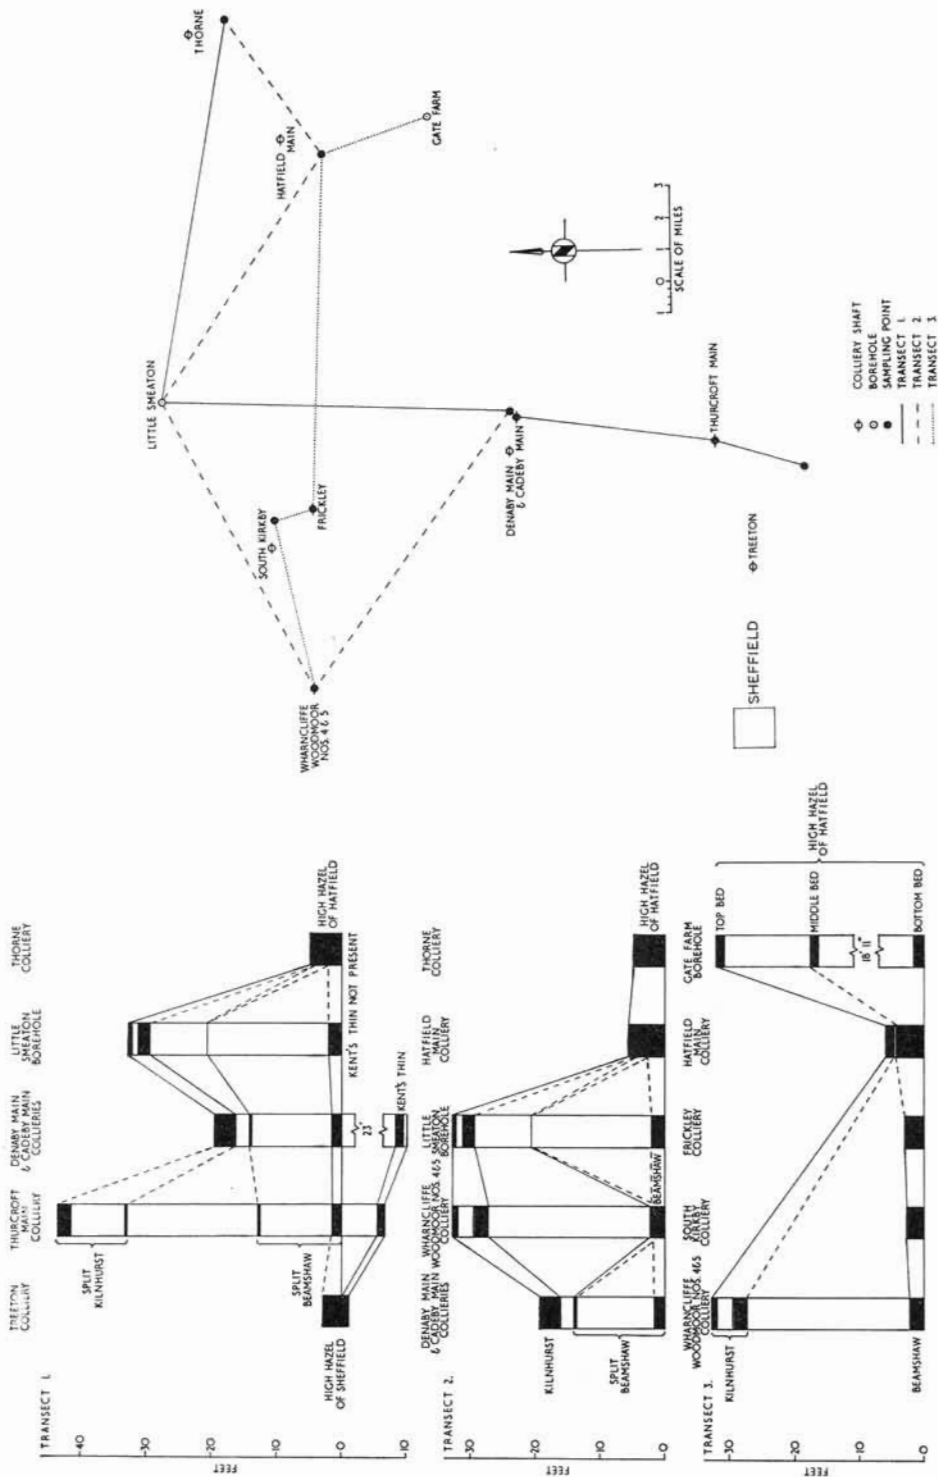 THORNE
HATFIELD
MAIN
GATE FARM
LITTLE SMEATON
SOUTH KIRKBY
FRICKLEY
WHARNCLIFFE
WOODMOOR
NOS. 4 & 5
DENABY MAIN
& CADEBY MAIN
THURCROFT MAIN
TREETON
SHEFFIELD
N
1 0 1 2 3
SCALE OF MILES
COLLIERY SHAFT
BOREHOLE
SAMPLING POINT
TRANSECT 1.
TRANSECT 2.
TRANSECT 3.
TRANSECT 1.
TREETON
COLLIERY
THURCROFT
MAIN
COLLIERY
DENABY MAIN
& CADEBY MAIN
COLLIERIES
LITTLE
SMEATON
BOREHOLE
THORNE
COLLIERY
-40
-30
-20
-10
-0
-10
FEET
SPLIT
KILNHURST
SPLIT
BEAMSHAW
HIGH HAZEL
OF SHEFFIELD
23'
KENT'S THIN
KENT'S THIN NOT PRESENT
HIGH HAZEL
OF HATFIELD
TRANSECT 2.
DENABY MAIN
& CADEBY MAIN
COLLIERIES
WHARNCLIFFE
WOODMOOR NOS. 4&5
COLLIERY
LITTLE
SMEATON
BOREHOLE
HATFIELD
MAIN
COLLIERY
THORNE
COLLIERY
-30
-20
-10
0
FEET
KILNHURST
SPLIT
BEAMSHAW
BEAMSHAW
HIGH HAZEL
OF HATFIELD
TRANSECT 3.
WHARNCLIFFE
WOODMOOR NOS. 4&5
COLLIERY
SOUTH
KIRKBY
COLLIERY
FRICKLEY
COLLIERY
HATFIELD
MAIN
COLLIERY
GATE FARM
BOREHOLE
-30
-20
-10
0
FEET
KILNHURST
BEAMSHAW
TOP BED
MIDDLE BED
18' 11"
BOTTOM BED
HIGH HAZEL
OF HATFIELD